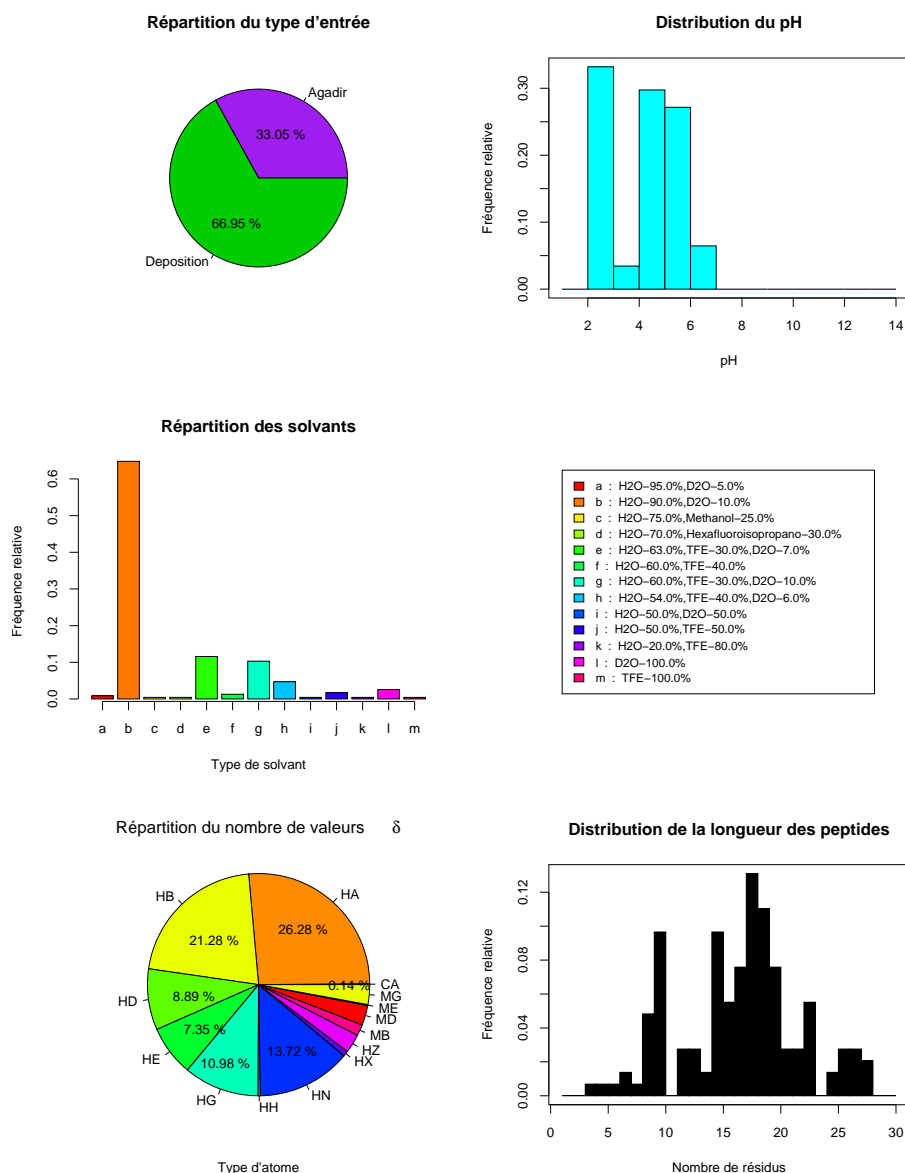 Répartition du type d'entrée
Agadir
33.05 %
66.95 %
Deposition
Distribution du pH
Fréquence relative
0.00
0.10
0.20
0.30
2 4 6 8 10 12 14
pH
Répartition des solvants
Fréquence relative
0.0
0.1
0.2
0.3
0.4
0.5
0.6
a b c d e f g h i j k l m
Type de solvant
a : H2O−95.0%,D2O−5.0%
b : H2O−90.0%,D2O−10.0%
c : H2O−75.0%,Methanol−25.0%
d : H2O−70.0%,Hexafluoroisopropano−30.0%
e : H2O−63.0%,TFE−30.0%,D2O−7.0%
f : H2O−60.0%,TFE−40.0%
g : H2O−60.0%,TFE−30.0%,D2O−10.0%
h : H2O−54.0%,TFE−40.0%,D2O−6.0%
i : H2O−50.0%,D2O−50.0%
j : H2O−50.0%,TFE−50.0%
k : H2O−20.0%,TFE−80.0%
l : D2O−100.0%
m : TFE−100.0%
Répartition du nombre de valeurs δ
HA
26.28 %
HB
21.28 %
HD
8.89 %
HE
7.35 %
HG
10.98 %
HH
HN
13.72 %
HX
HZ
MB
MD
ME
MG
CA
0.14 %
Type d'atome
Distribution de la longueur des peptides
Fréquence relative
0.00
0.04
0.08
0.12
0 5 10 15 20 25 30
Nombre de résidus